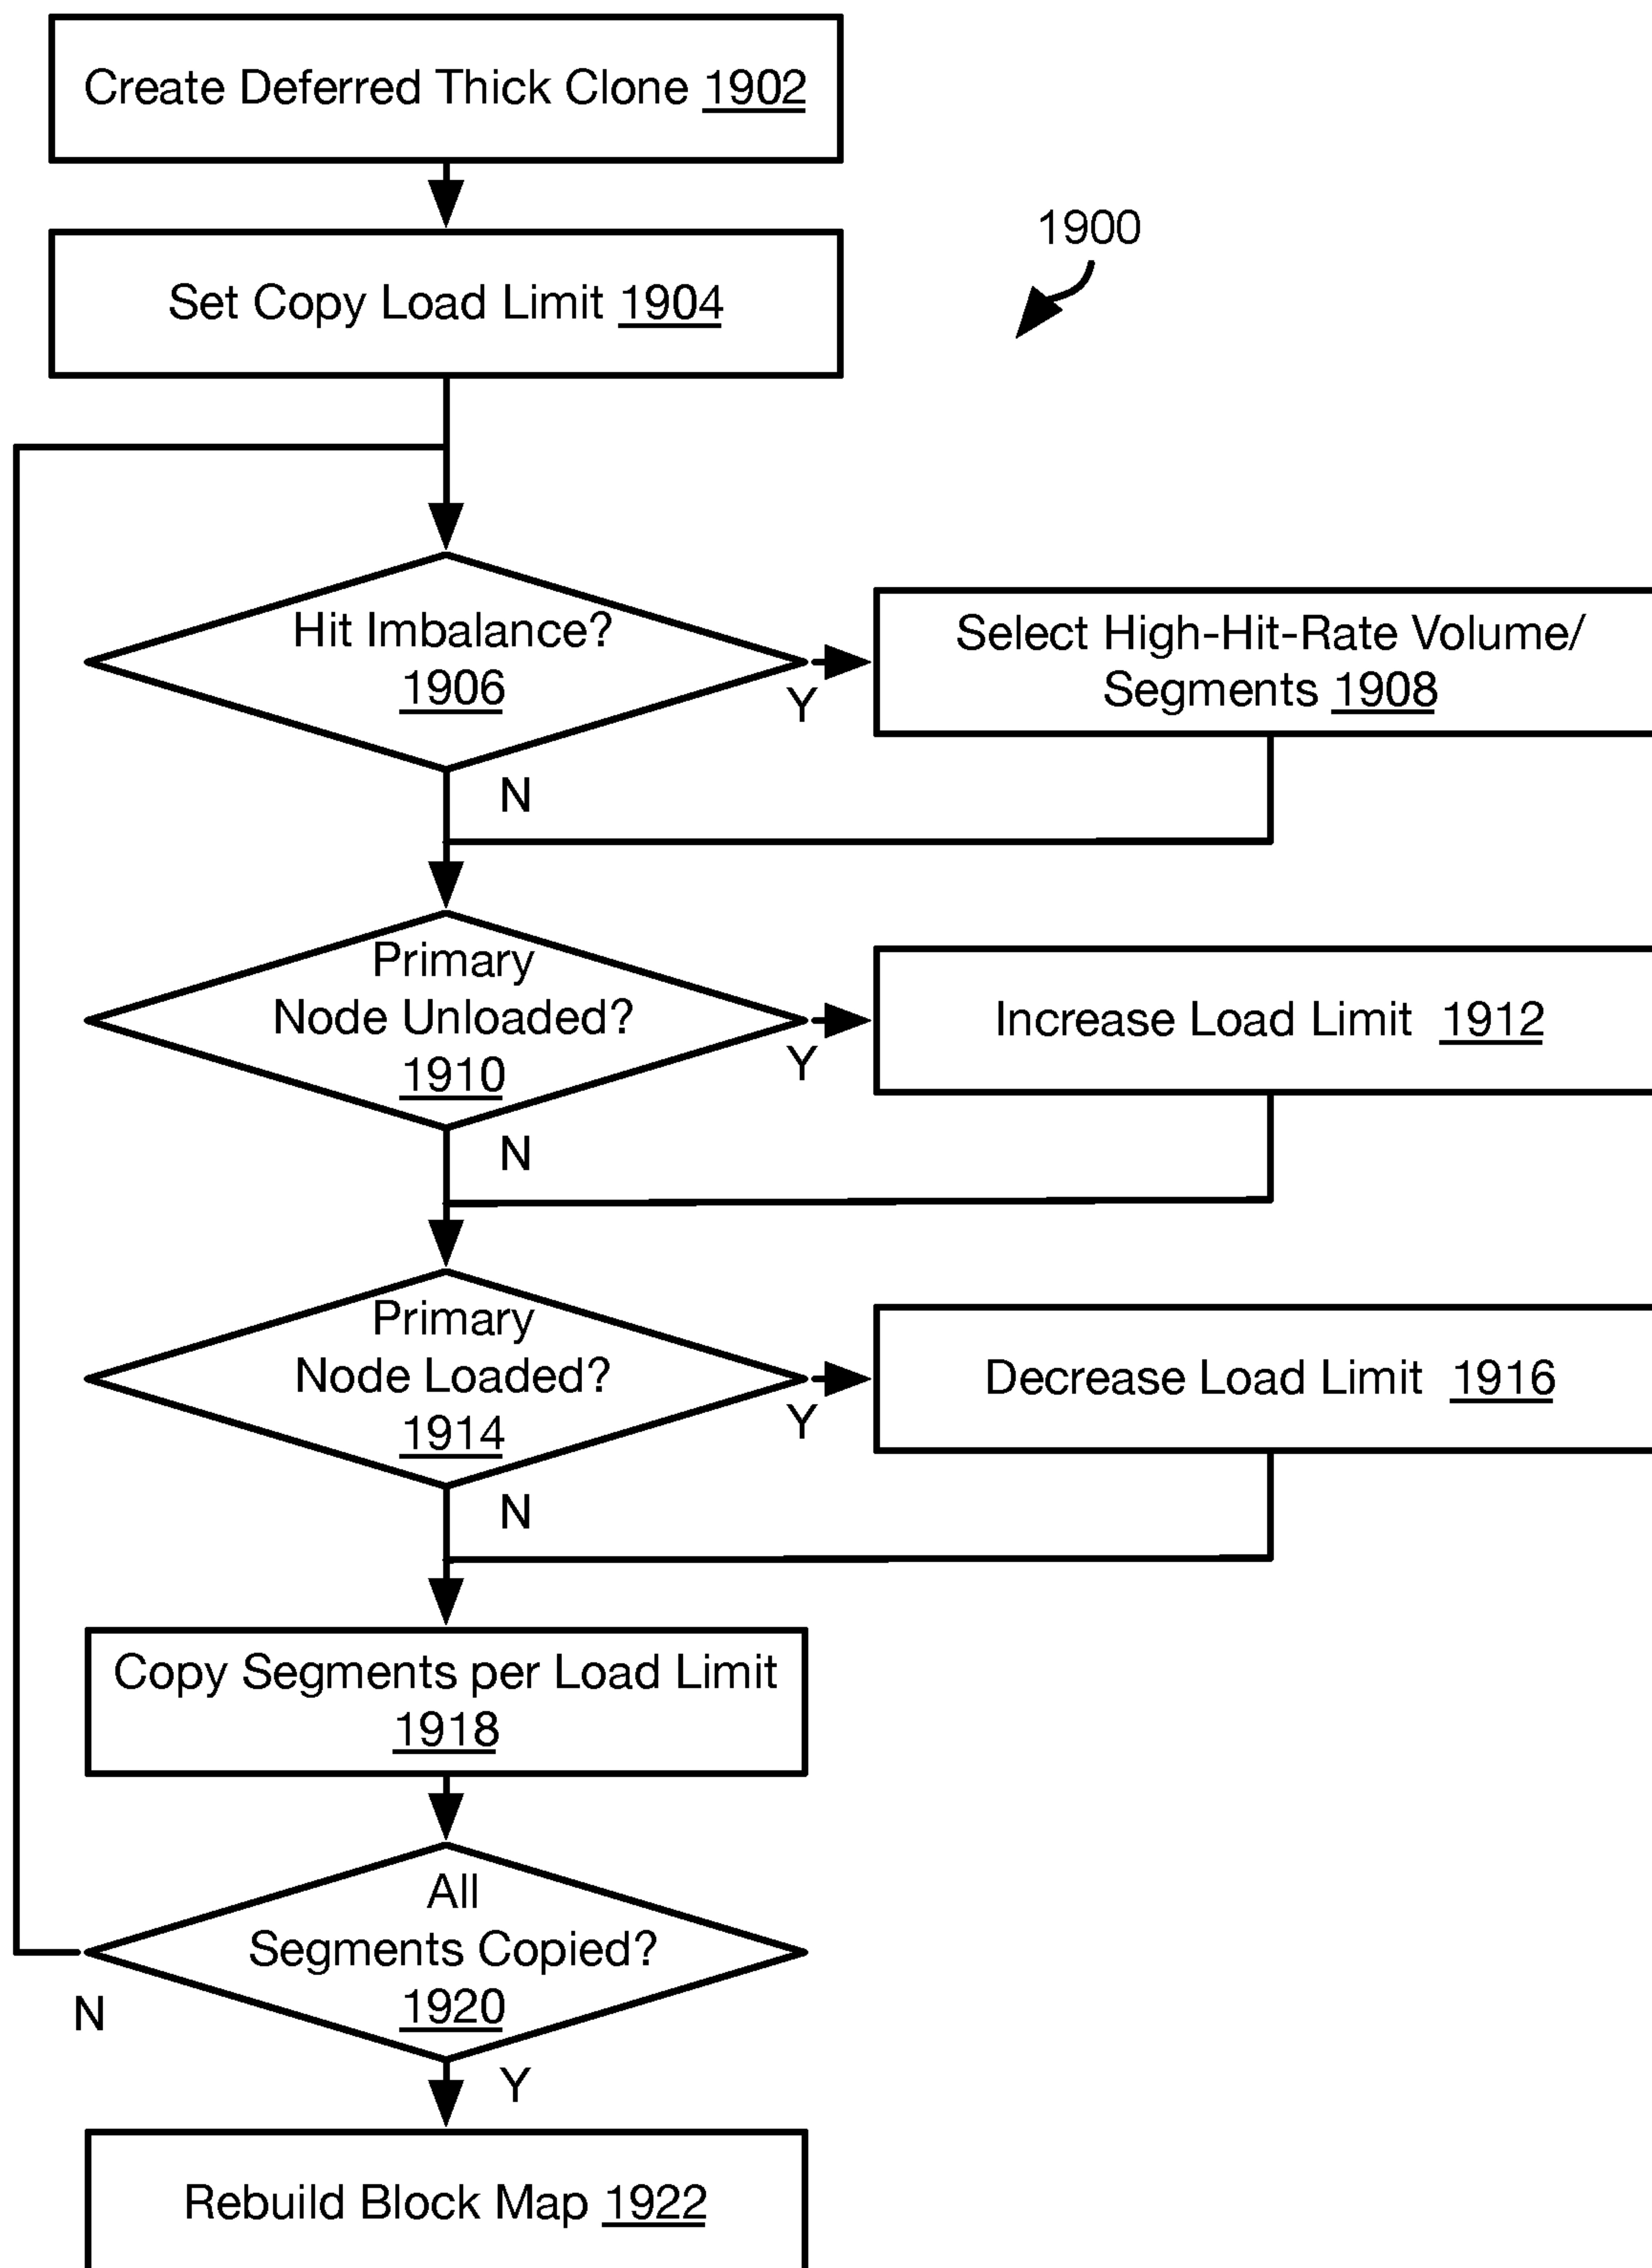 Create Deferred Thick Clone 1902
1900
Set Copy Load Limit 1904
Hit Imbalance?
1906
Y
N
Select High-Hit-Rate Volume/
Segments 1908
Primary
Node Unloaded?
1910
Y
N
Increase Load Limit 1912
Primary
Node Loaded?
1914
Y
N
Decrease Load Limit 1916
Copy Segments per Load Limit
1918
All
Segments Copied?
1920
N
Y
Rebuild Block Map 1922